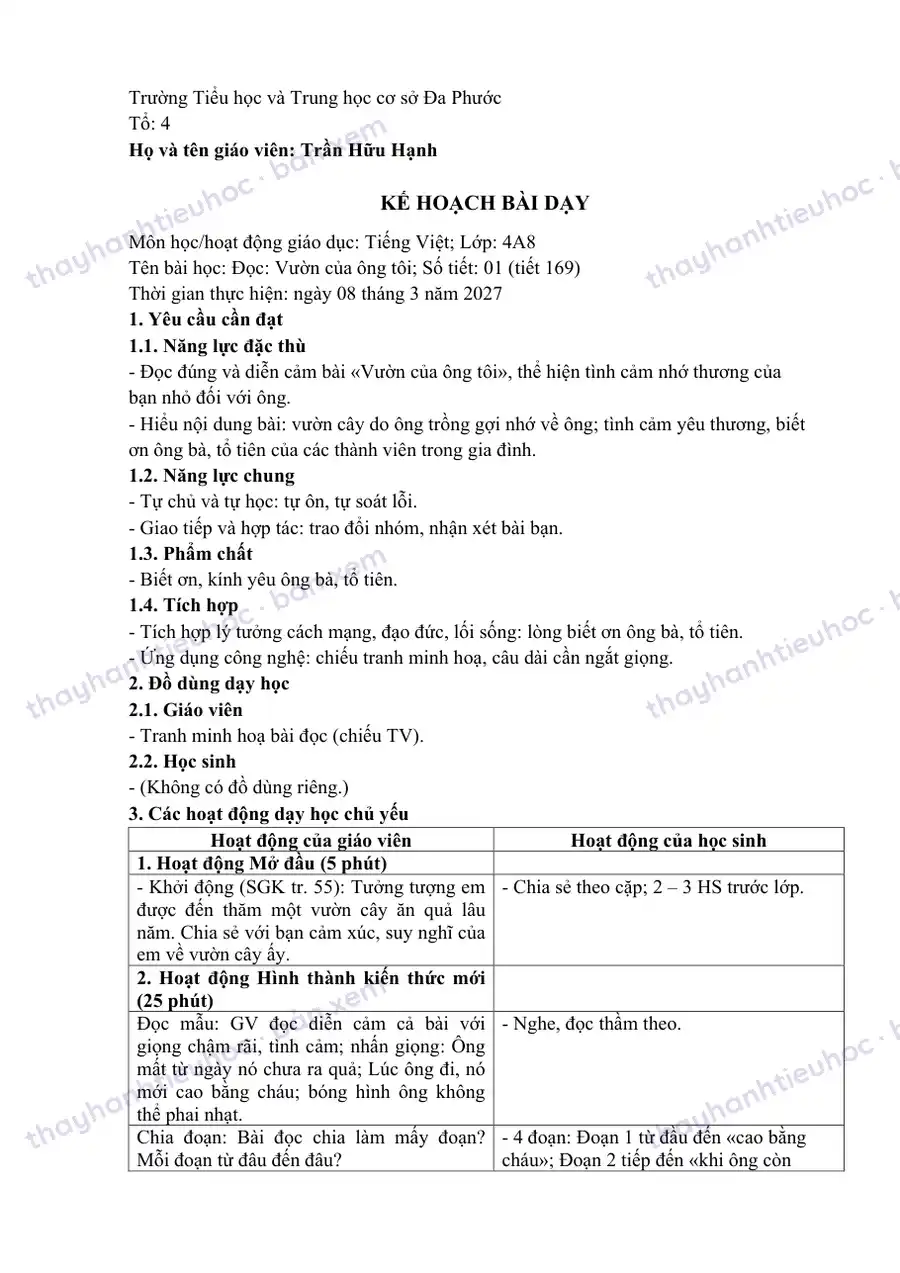 Trường Tiểu học và Trung học cơ sở Đa Phước
Tổ: 4
Họ và tên giáo viên: Trần Hữu Hạnh
KẾ HOẠCH BÀI DẠY
Môn học/hoạt động giáo dục: Tiếng Việt; Lớp: 4A8
Tên bài học: Đọc: Vườn của ông tôi; Số tiết: 01 (tiết 169)
Thời gian thực hiện: ngày 08 tháng 3 năm 2027
1. Yêu cầu cần đạt
1.1. Năng lực đặc thù
- Đọc đúng và diễn cảm bài «Vườn của ông tôi», thể hiện tình cảm nhớ thương của
bạn nhỏ đối với ông.
- Hiểu nội dung bài: vườn cây do ông trồng gợi nhớ về ông; tình cảm yêu thương, biết
ơn ông bà, tổ tiên của các thành viên trong gia đình.
1.2. Năng lực chung
- Tự chủ và tự học: tự ôn, tự soát lỗi.
- Giao tiếp và hợp tác: trao đổi nhóm, nhận xét bài bạn.
1.3. Phẩm chất
- Biết ơn, kính yêu ông bà, tổ tiên.
1.4. Tích hợp
- Tích hợp lý tưởng cách mạng, đạo đức, lối sống: lòng biết ơn ông bà, tổ tiên.
- Ứng dụng công nghệ: chiếu tranh minh hoạ, câu dài cần ngắt giọng.
2. Đồ dùng dạy học
2.1. Giáo viên
- Tranh minh hoạ bài đọc (chiếu TV).
2.2. Học sinh
- (Không có đồ dùng riêng.)
3. Các hoạt động dạy học chủ yếu
Hoạt động của giáo viên
Hoạt động của học sinh
1. Hoạt động Mở đầu (5 phút)
- Khởi động (SGK tr. 55): Tưởng tượng em
được đến thăm một vườn cây ăn quả lâu
năm. Chia sẻ với bạn cảm xúc, suy nghĩ của
em về vườn cây ấy.
- Chia sẻ theo cặp; 2 – 3 HS trước lớp.
2. Hoạt động Hình thành kiến thức mới
(25 phút)
Đọc mẫu: GV đọc diễn cảm cả bài với
giọng chậm rãi, tình cảm; nhấn giọng: Ông
mất từ ngày nó chưa ra quả; Lúc ông đi, nó
mới cao bằng cháu; bóng hình ông không
thể phai nhạt.
- Nghe, đọc thầm theo.
Chia đoạn: Bài đọc chia làm mấy đoạn?
Mỗi đoạn từ đâu đến đâu?
- 4 đoạn: Đoạn 1 từ đầu đến «cao bằng
cháu»; Đoạn 2 tiếp đến «khi ông còn
thayhanhtieuhoc · bản xem
thayhanhtieuhoc · b
thayhanhtieuhoc · bản xem
thayhanhtieuhoc · b
thayhanhtieuhoc · bản xem
thayhanhtieuhoc · b